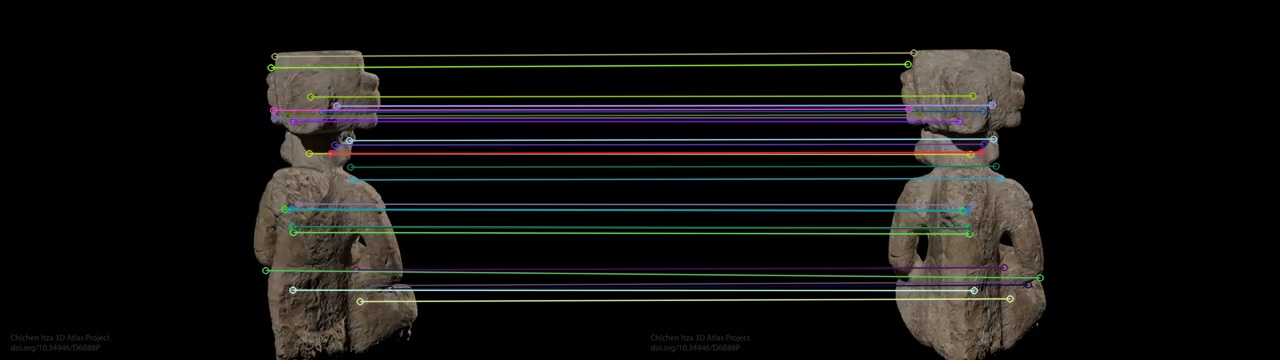 Chichen Itza 3D Atlas Project
doi.org/10.34946/D6B88P
Chichen Itza 3D Atlas Project
doi.org/10.34946/D6B88P